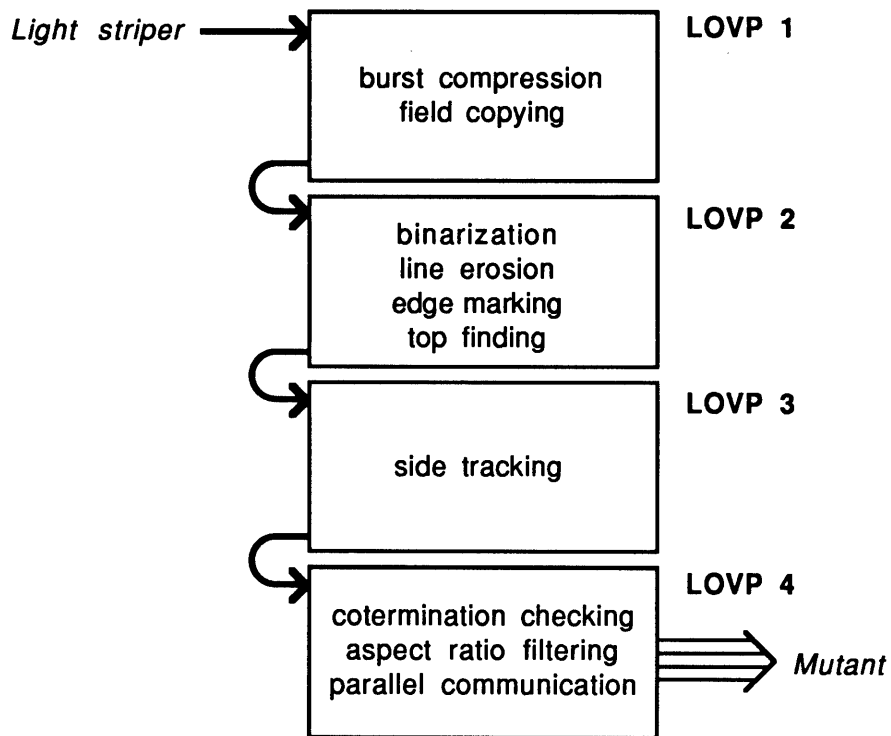 Light striper
LOVP 1
burst compression
field copying
LOVP 2
binarization
line erosion
edge marking
top finding
LOVP 3
side tracking
LOVP 4
cotermination checking
aspect ratio filtering
parallel communication
Mutant